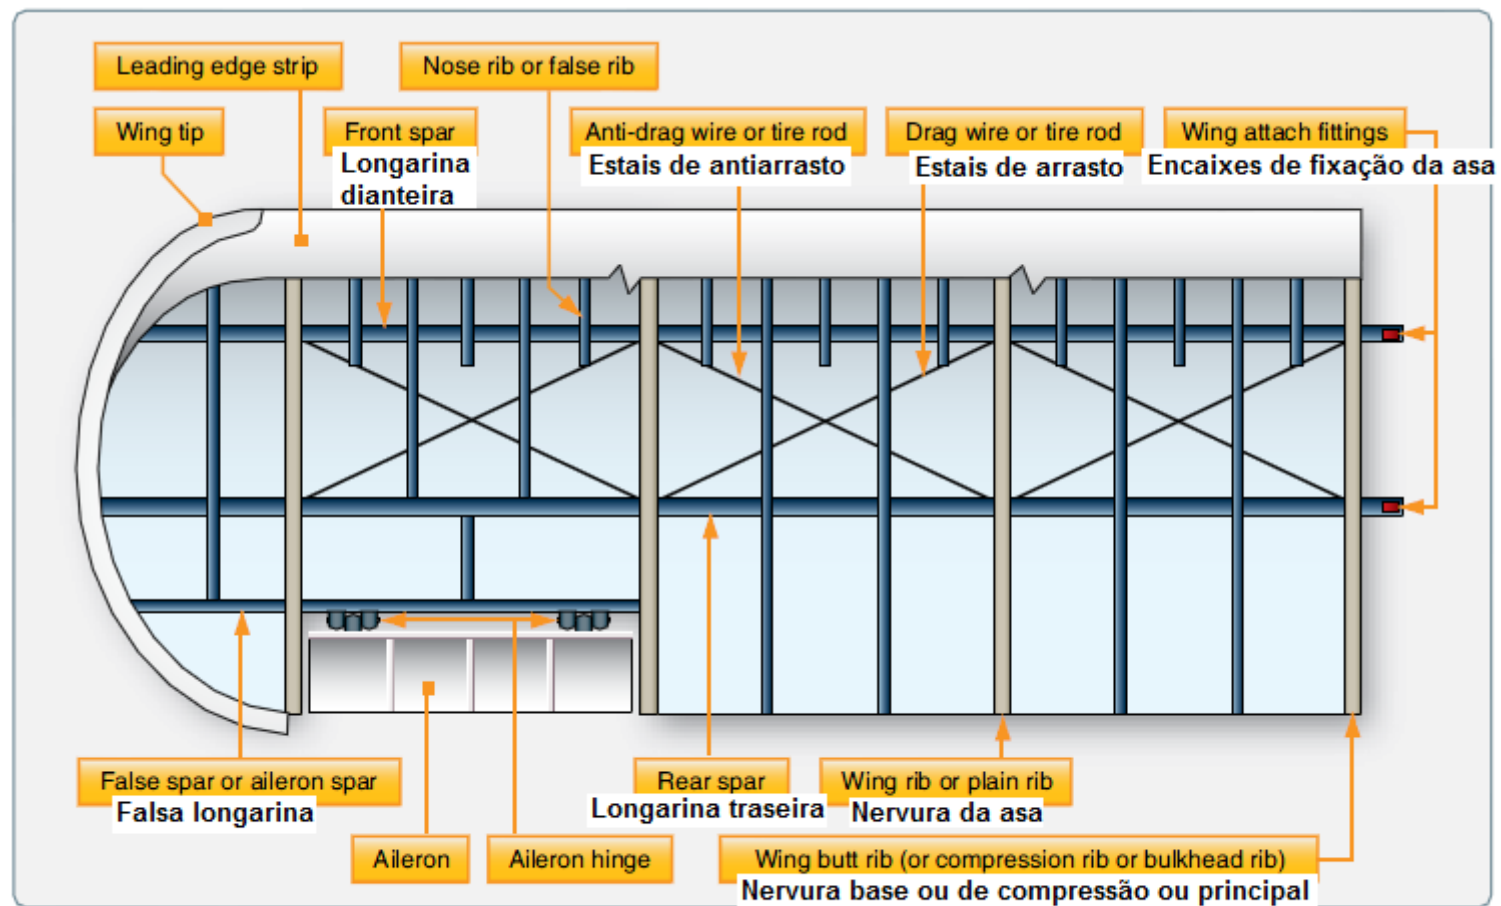 Leading edge strip
Nose rib or false rib
Wing tip
Front spar
Longarina
dianteira
Anti-drag wire or tire rod
Estais de antiarrasto
Drag wire or tire rod
Estais de arrasto
Wing attach fittings
Encaixes de fixação da asa
False spar or aileron spar
Falsa longarina
Rear spar
Longarina traseira
Wing rib or plain rib
Nervura da asa
Aileron
Aileron hinge
Wing butt rib (or compression rib or bulkhead rib)
Nervura base ou de compressão ou principal